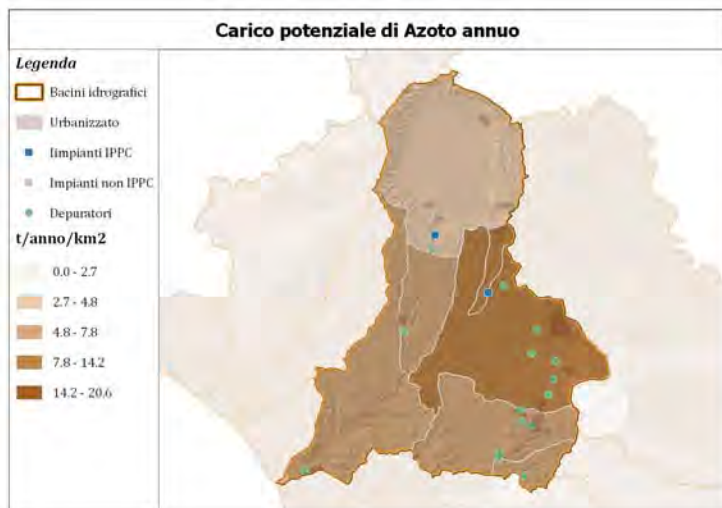 Carico potenziale di Azoto annuo
Legenda
Bacini idrografici
Urbanizzato
Iimpianti IPPC
Impianti non IPPC
Depuratori
t/anno/km2
0.0 - 2.7
2.7 - 4.8
4.8 - 7.8
7.8 - 14.2
14.2 - 20.6